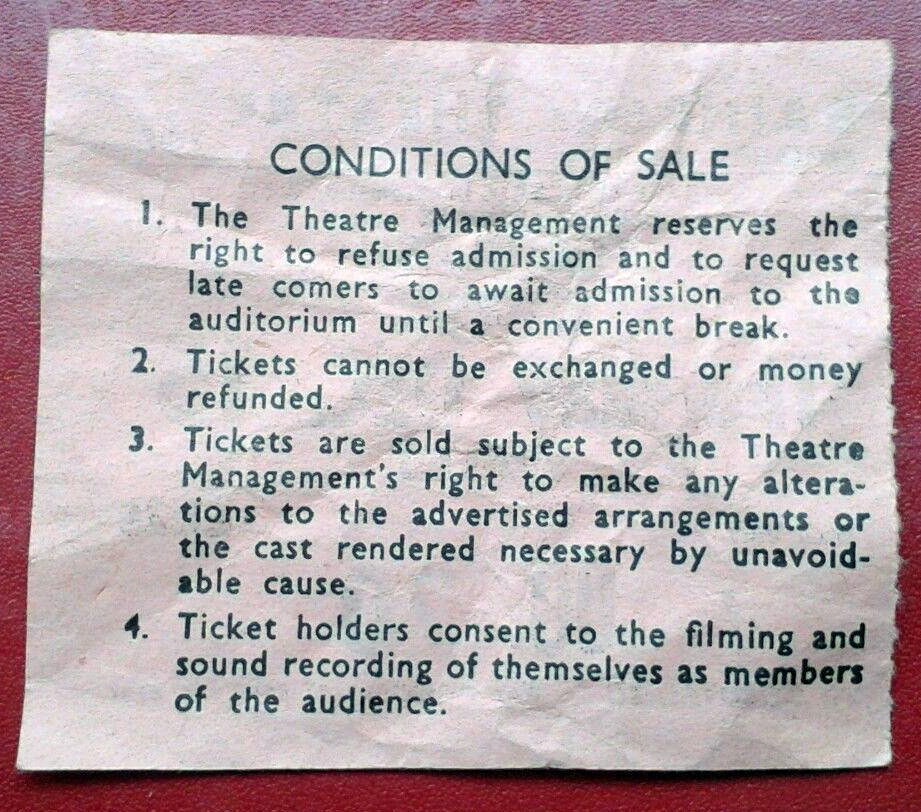 CONDITIONS OF SALE
1. The Theatre Management reserves the
right to refuse admission and to request
late comers to await admission to the
auditorium until a convenient break.
2. Tickets cannot be exchanged or money
refunded.
3. Tickets are sold subject to the Theatre
Management's right to make any altera-
tions to the advertised arrangements or
the cast rendered necessary by unavoid-
able cause.
4. Ticket holders consent to the filming and
sound recording of themselves as members
of the audience.